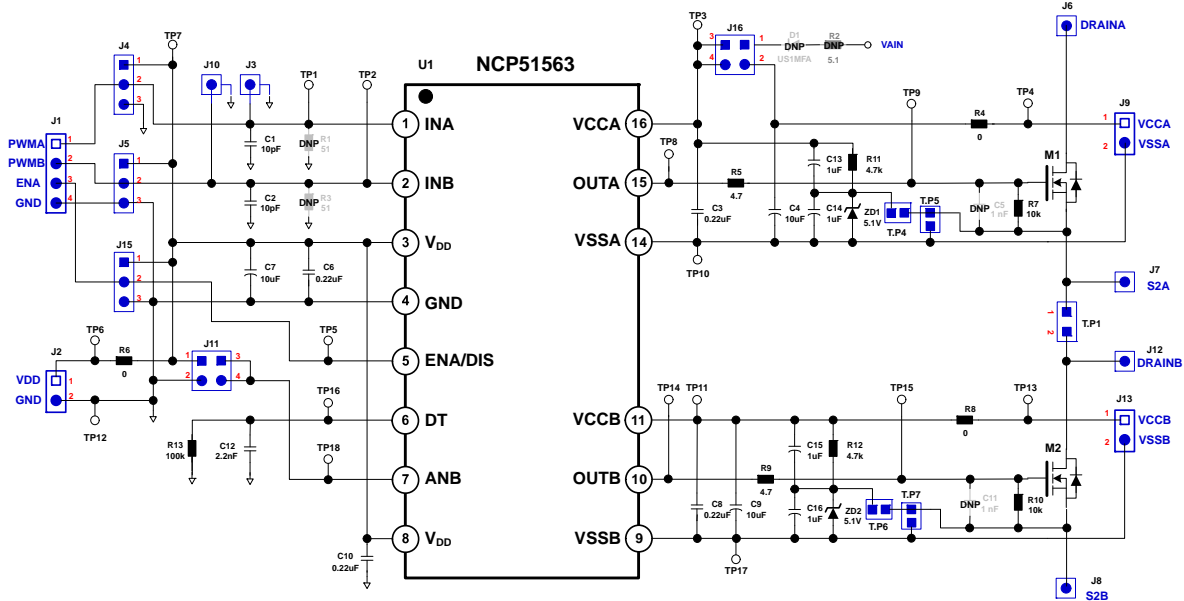 NCP51563
U1
1 INA
2 INB
3 VDD
4 GND
5 ENA/DIS
6 DT
7 ANB
8 VDD
VCCA 16
OUTA 15
VSSA 14
VCCB 11
OUTB 10
VSSB 9
J4
1
2
3
TP7
J10
J3
TP1
TP2
J1
PWMA 1
PWMB 2
ENA 3
GND 4
J5
1
2
3
C1
10pF
DNP R1
51
C2
10pF
DNP R3
51
J15
1
2
3
C7
10uF
C6
0.22uF
TP6
J2
VDD 1
GND 2
R6
0
TP12
J11
1 3
2 4
TP5
TP16
R13
100k
C12
2.2nF
TP18
C10
0.22uF
TP3
J16
3 1
4 2
D1
DNP
US1MFA
R2
DNP
5.1
VAIN
J6
DRAINA
TP8
TP9
R4
0
TP4
J9
1 VCCA
2 VSSA
R5
4.7
C13
1uF
R11
4.7k
C3
0.22uF
C4
10uF
C14
1uF
ZD1
5.1V
T.P4
T.P5
DNP C5
1 nF
R7
10k
M1
TP10
J7
S2A
1
2
T.P1
J12
DRAINB
TP14
TP11
TP15
R8
0
TP13
J13
1 VCCB
2 VSSB
R9
4.7
C15
1uF
R12
4.7k
C8
0.22uF
C9
10uF
C16
1uF
ZD2
5.1V
T.P6
T.P7
DNP C11
1 nF
R10
10k
M2
TP17
J8
S2B